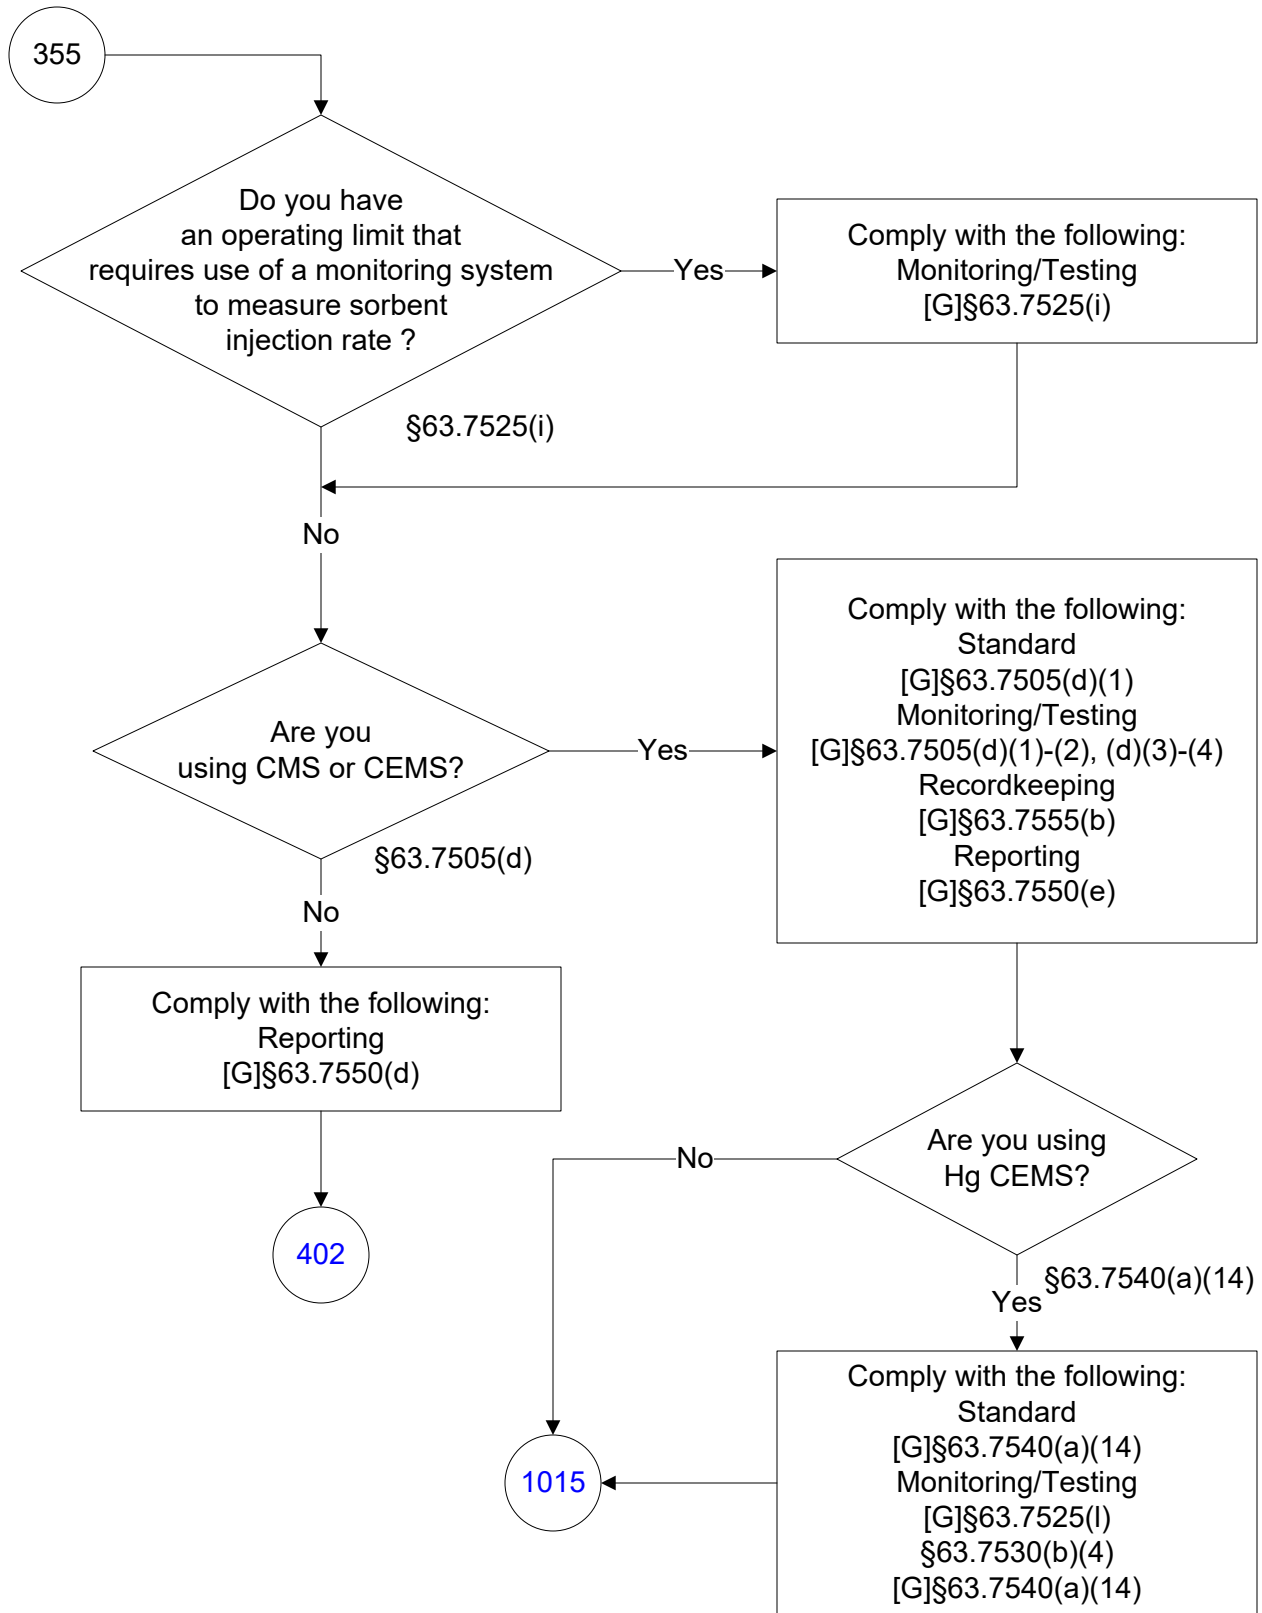 355
Do you have
an operating limit that
requires use of a monitoring system
to measure sorbent
injection rate ?
Yes
Comply with the following:
Monitoring/Testing
[G]§63.7525(i)
§63.7525(i)
No
Are you
using CMS or CEMS?
Yes
Comply with the following:
Standard
[G]§63.7505(d)(1)
Monitoring/Testing
[G]§63.7505(d)(1)-(2), (d)(3)-(4)
Recordkeeping
[G]§63.7555(b)
Reporting
[G]§63.7550(e)
§63.7505(d)
No
Comply with the following:
Reporting
[G]§63.7550(d)
402
Are you using
Hg CEMS?
No
§63.7540(a)(14)
Yes
Comply with the following:
Standard
[G]§63.7540(a)(14)
Monitoring/Testing
[G]§63.7525(l)
§63.7530(b)(4)
[G]§63.7540(a)(14)
1015